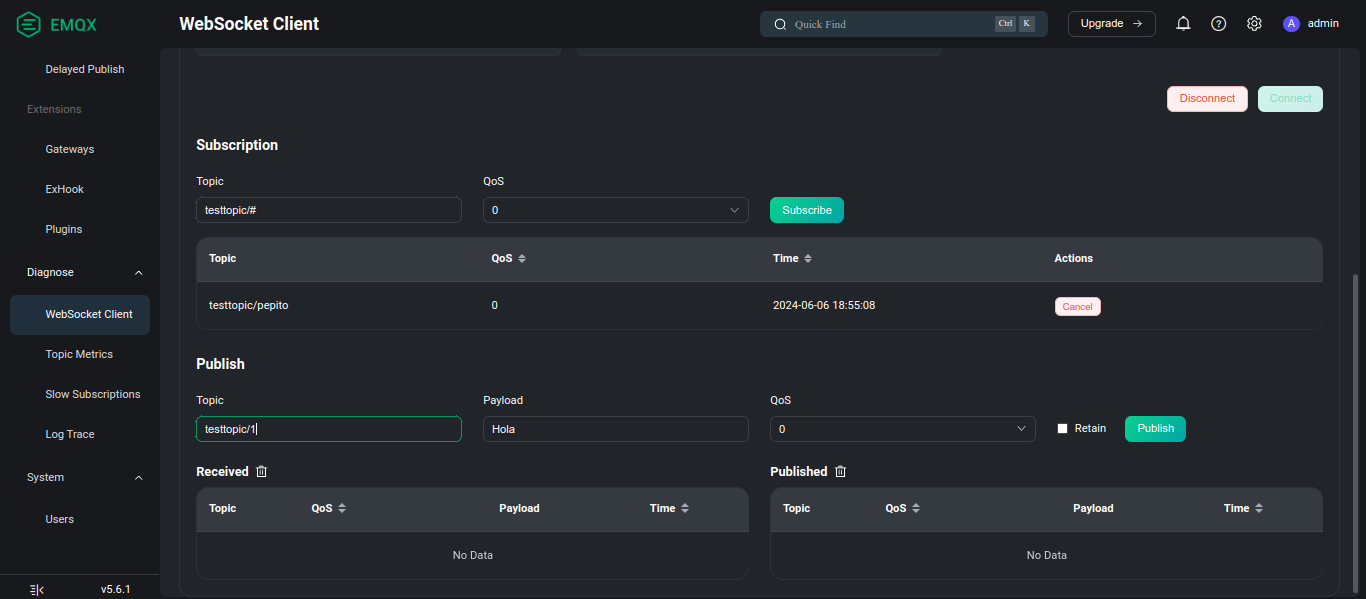 EMQX
WebSocket Client
Quick Find
Ctrl K
Upgrade →
A admin
Delayed Publish
Extensions
Gateways
ExHook
Plugins
Diagnose
WebSocket Client
Topic Metrics
Slow Subscriptions
Log Trace
System
Users
v5.6.1
Disconnect
Connect
Subscription
Topic
QoS
testtopic/#
0
Subscribe
Topic QoS Time Actions
testtopic/pepito 0 2024-06-06 18:55:08 Cancel
Publish
Topic
Payload
QoS
testtopic/1
Hola
0
Retain
Publish
Received
Topic QoS Payload Time
No Data
Published
Topic QoS Payload Time
No Data